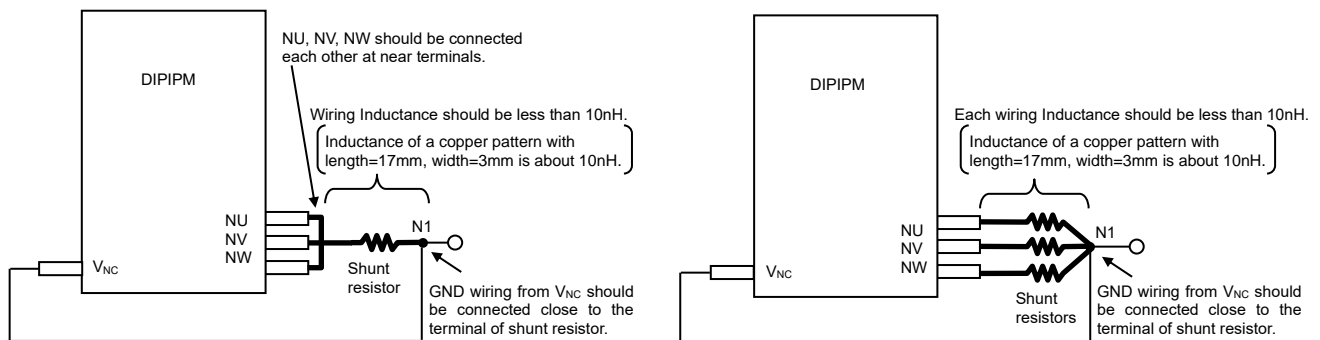 NU, NV, NW should be connected
each other at near terminals.
DIPIPM
Wiring Inductance should be less than 10nH.
Inductance of a copper pattern with
length=17mm, width=3mm is about 10nH.
NU
NV
NW
N1
VNC
Shunt
resistor
GND wiring from VNC should
be connected close to the
terminal of shunt resistor.
DIPIPM
Each wiring Inductance should be less than 10nH.
Inductance of a copper pattern with
length=17mm, width=3mm is about 10nH.
NU
NV
NW
N1
VNC
Shunt
resistors
GND wiring from VNC should
be connected close to the
terminal of shunt resistor.